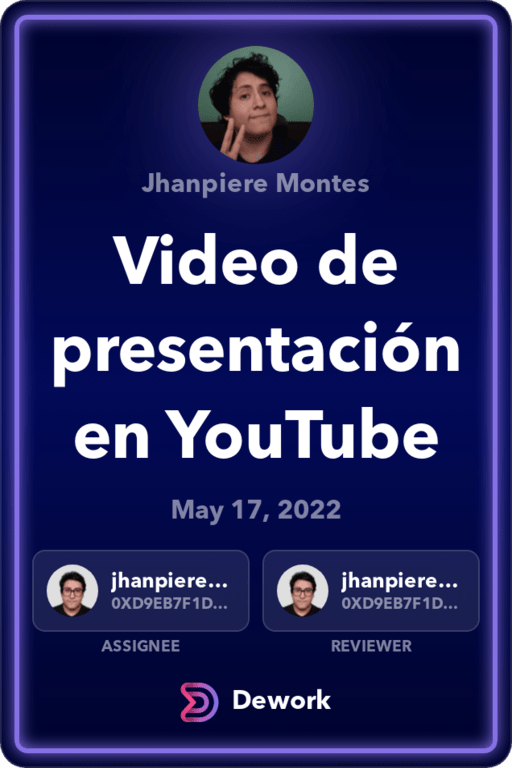 Jhanpiere Montes
Video de
presentación
en YouTube
May 17, 2022
jhanpiere... jhanpiere...
0XD9EB7F1D... 0XD9EB7F1D...
ASSIGNEE REVIEWER
Dework